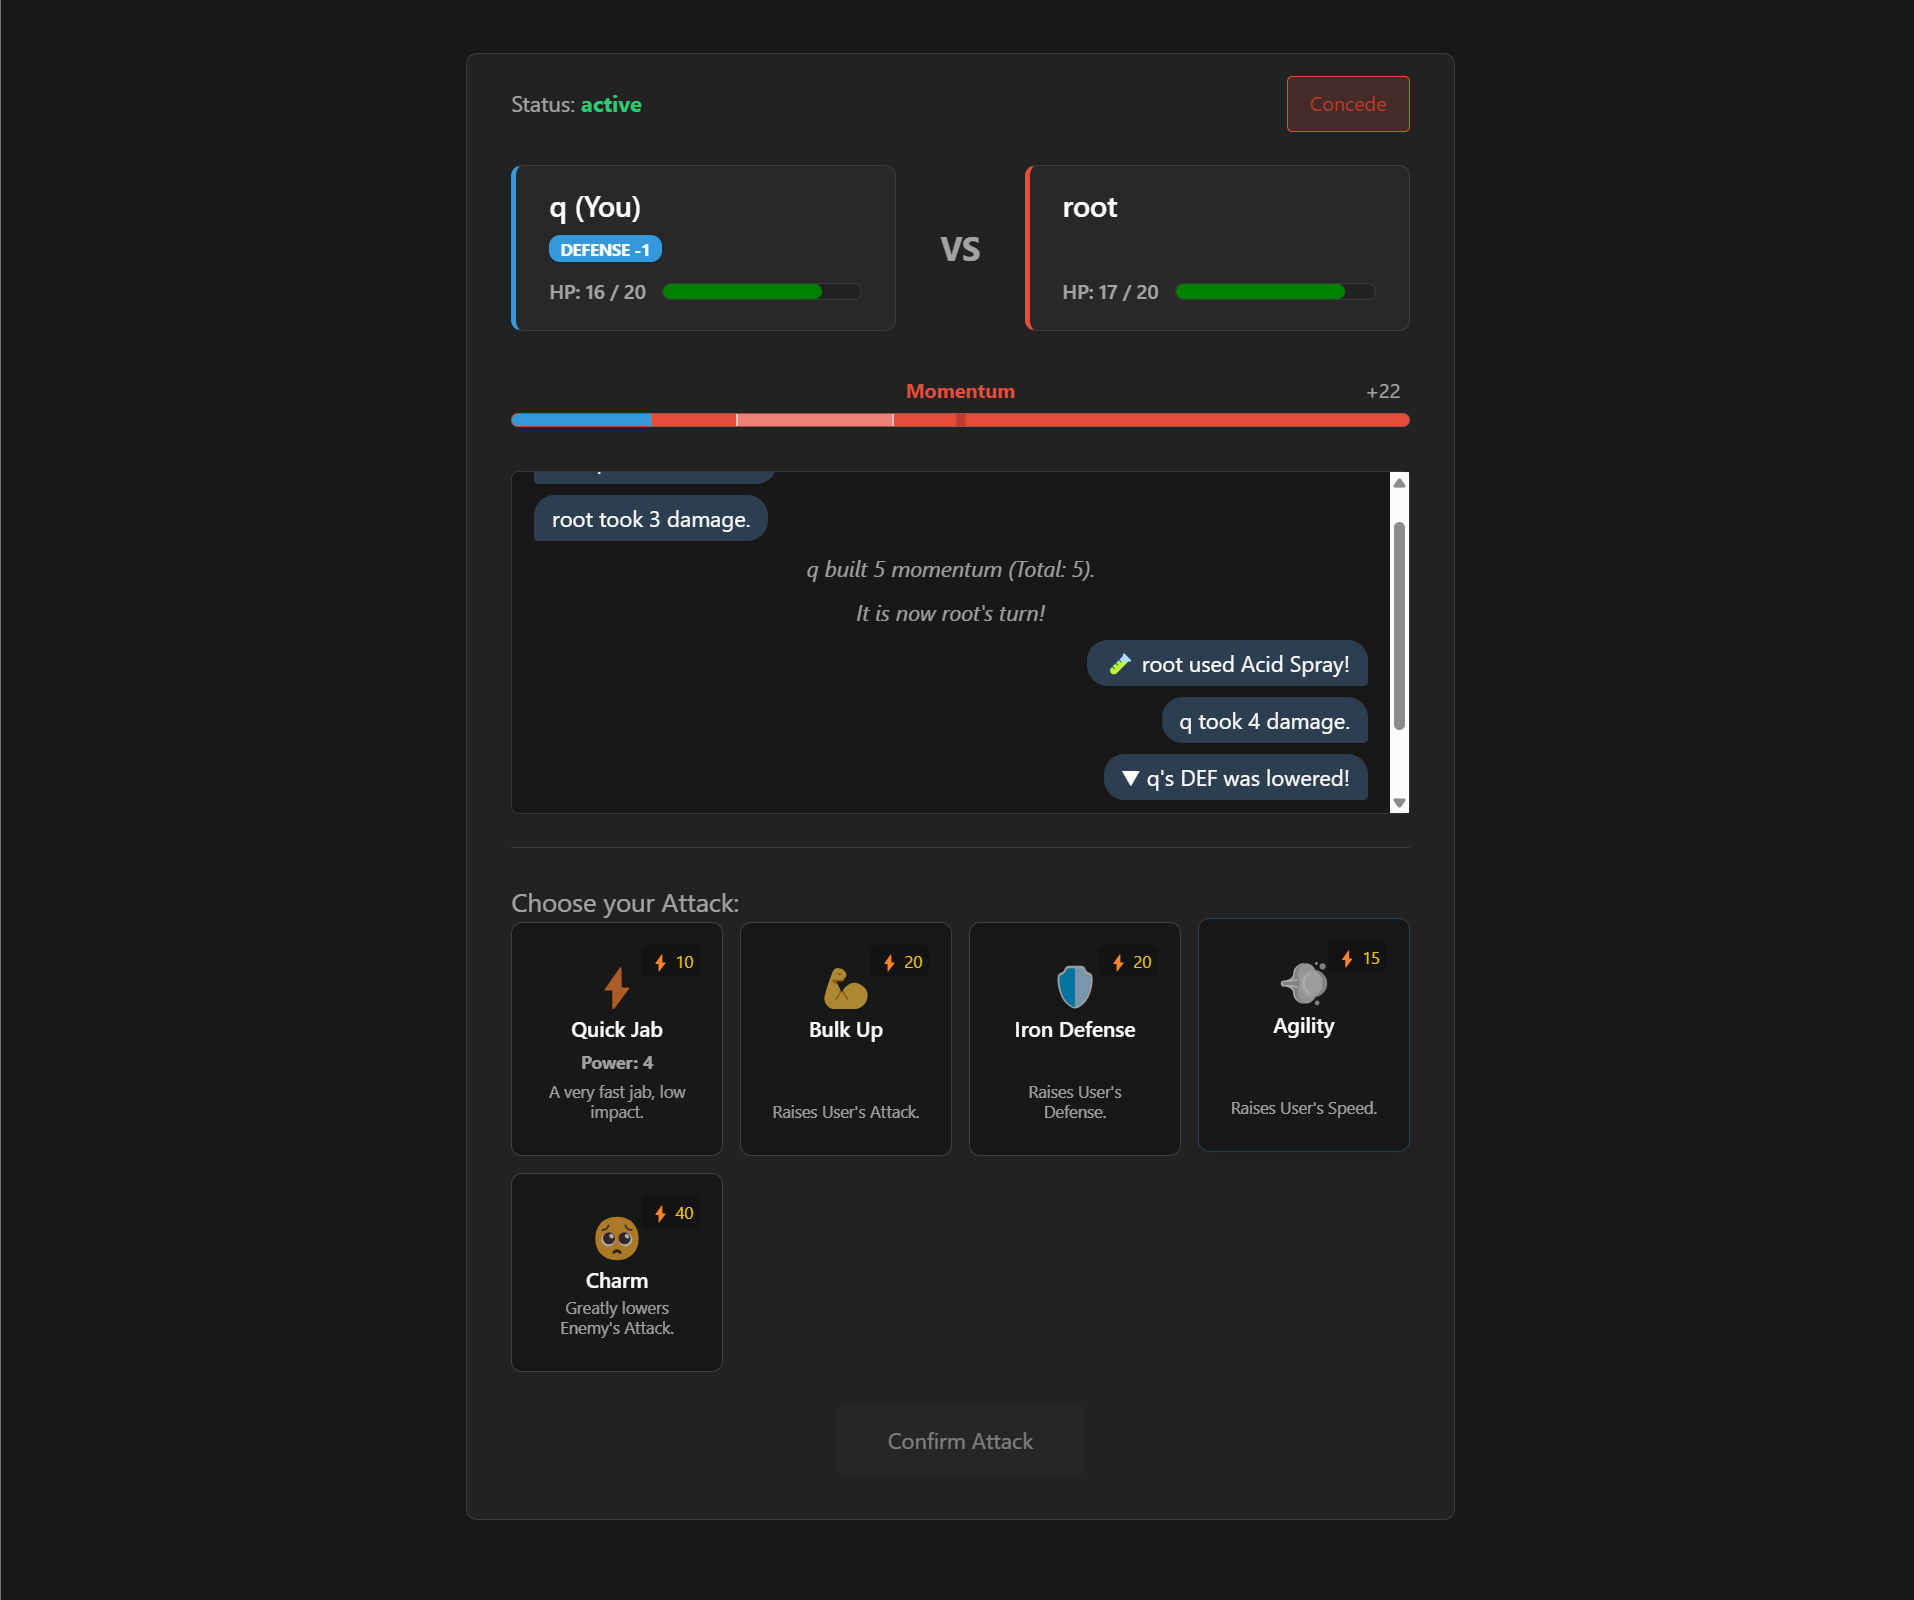 Status: active
Concede
q (You)
DEFENSE -1
HP: 16 / 20
VS
root
HP: 17 / 20
Momentum
+22
root took 3 damage.
q built 5 momentum (Total: 5).
It is now root's turn!
root used Acid Spray!
q took 4 damage.
▼ q's DEF was lowered!
Choose your Attack:
10
Quick Jab
Power: 4
A very fast jab, low
impact.
20
Bulk Up
Raises User's Attack.
20
Iron Defense
Raises User's
Defense.
15
Agility
Raises User's Speed.
40
Charm
Greatly lowers
Enemy's Attack.
Confirm Attack